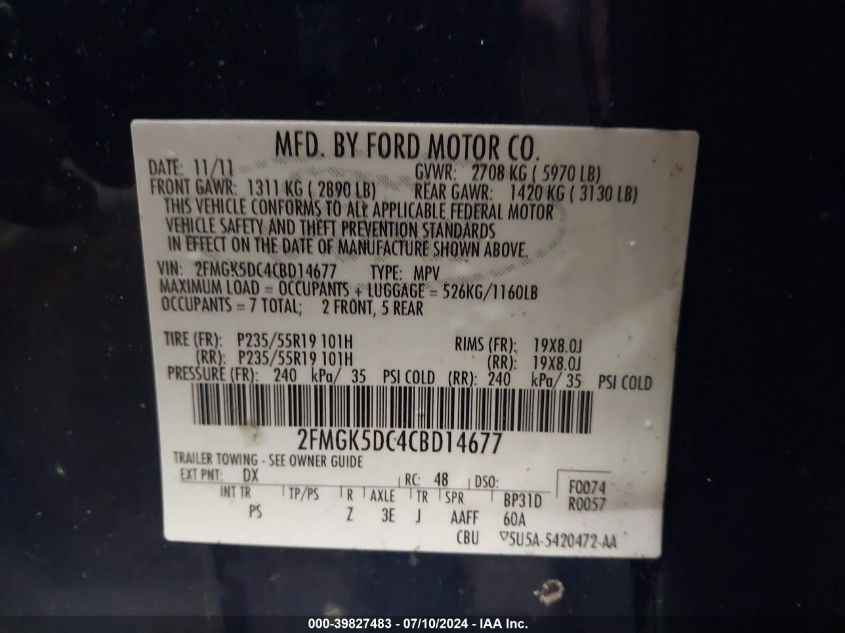 MFD. BY FORD MOTOR CO.
DATE: 11/11 GVWR: 2708 KG ( 5970 LB)
FRONT GAWR: 1311 KG ( 2890 LB) REAR GAWR: 1420 KG ( 3130 LB)
THIS VEHICLE CONFORMS TO ALL APPLICABLE FEDERAL MOTOR
VEHICLE SAFETY AND THEFT PREVENTION STANDARDS
IN EFFECT ON THE DATE OF MANUFACTURE SHOWN ABOVE.
VIN: 2FMGK5DC4CBD14677 TYPE: MPV
MAXIMUM LOAD = OCCUPANTS + LUGGAGE = 526KG/1160LB
OCCUPANTS = 7 TOTAL; 2 FRONT, 5 REAR
TIRE (FR): P235/55R19 101H RIMS (FR): 19X8.0J
(RR): P235/55R19 101H (RR): 19X8.0J
PRESSURE (FR): 240 kPa/ 35 PSI COLD (RR): 240 kPa/ 35 PSI COLD
2FMGK5DC4CBD14677
TRAILER TOWING - SEE OWNER GUIDE
EXT PNT: DX RC: 48 DSO: F0074
INT TR TP/PS R AXLE TR SPR BP31D R0057
PS Z 3E J AAFF 60A
CBU ▽5U5A-5420472-AA
000-39827483 - 07/10/2024 - IAA Inc.